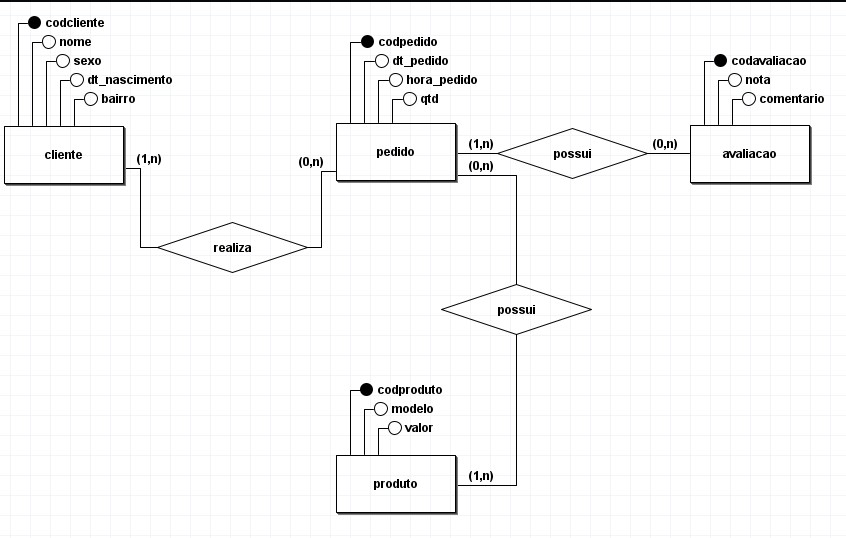 codcliente
nome
sexo
dt_nascimento
bairro
cliente
(1,n)
realiza
(0,n)
codpedido
dt_pedido
hora_pedido
qtd
pedido
(1,n)
possui
(0,n)
codavaliacao
nota
comentario
avaliacao
(0,n)
possui
codproduto
modelo
valor
produto
(1,n)